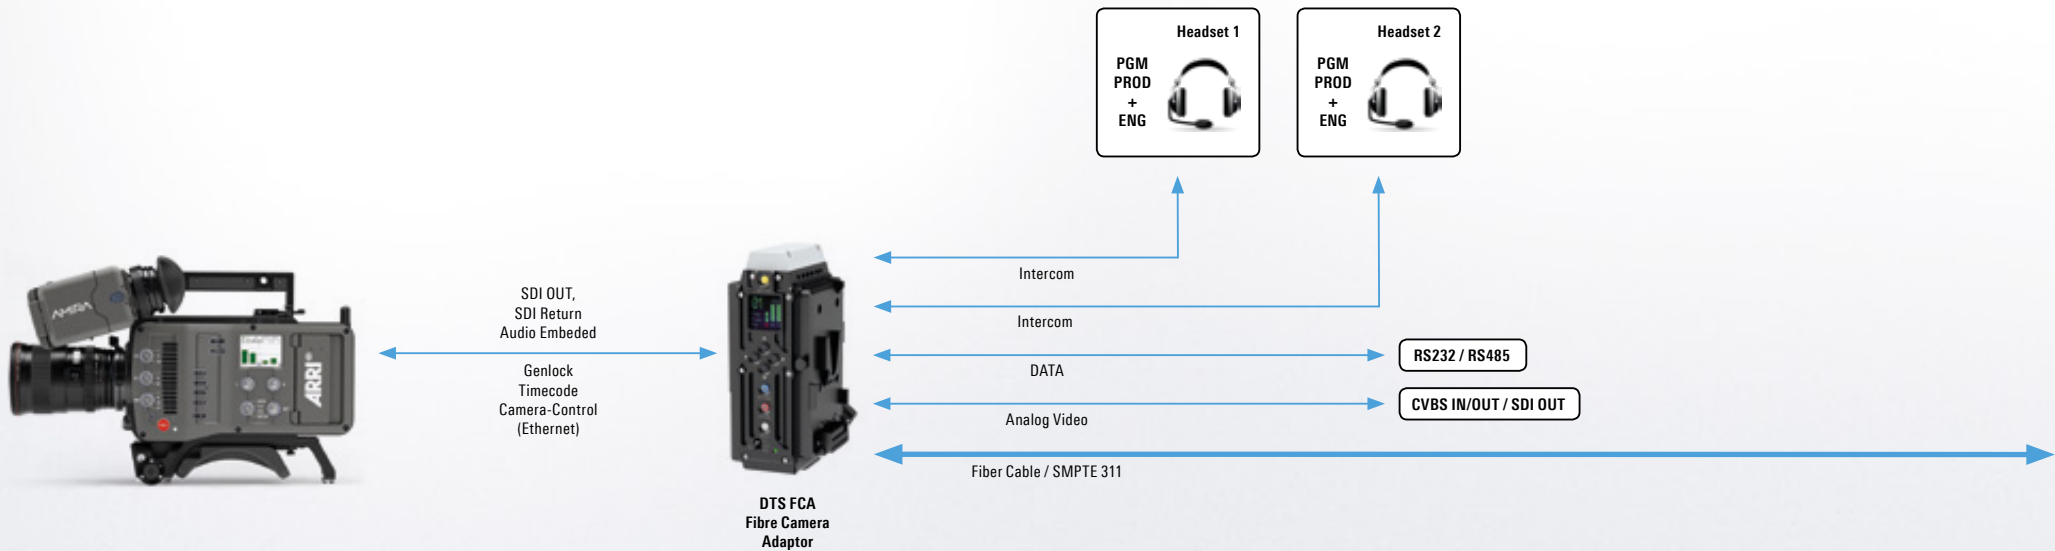 Headset 1
PGM
PROD
+
ENG
Headset 2
PGM
PROD
+
ENG
AMIRA
ARRI
SDI OUT,
SDI Return
Audio Embeded
Genlock
Timecode
Camera-Control
(Ethernet)
Intercom
Intercom
DATA
RS232 / RS485
Analog Video
CVBS IN/OUT / SDI OUT
Fiber Cable / SMPTE 311
DTS FCA
Fibre Camera
Adaptor